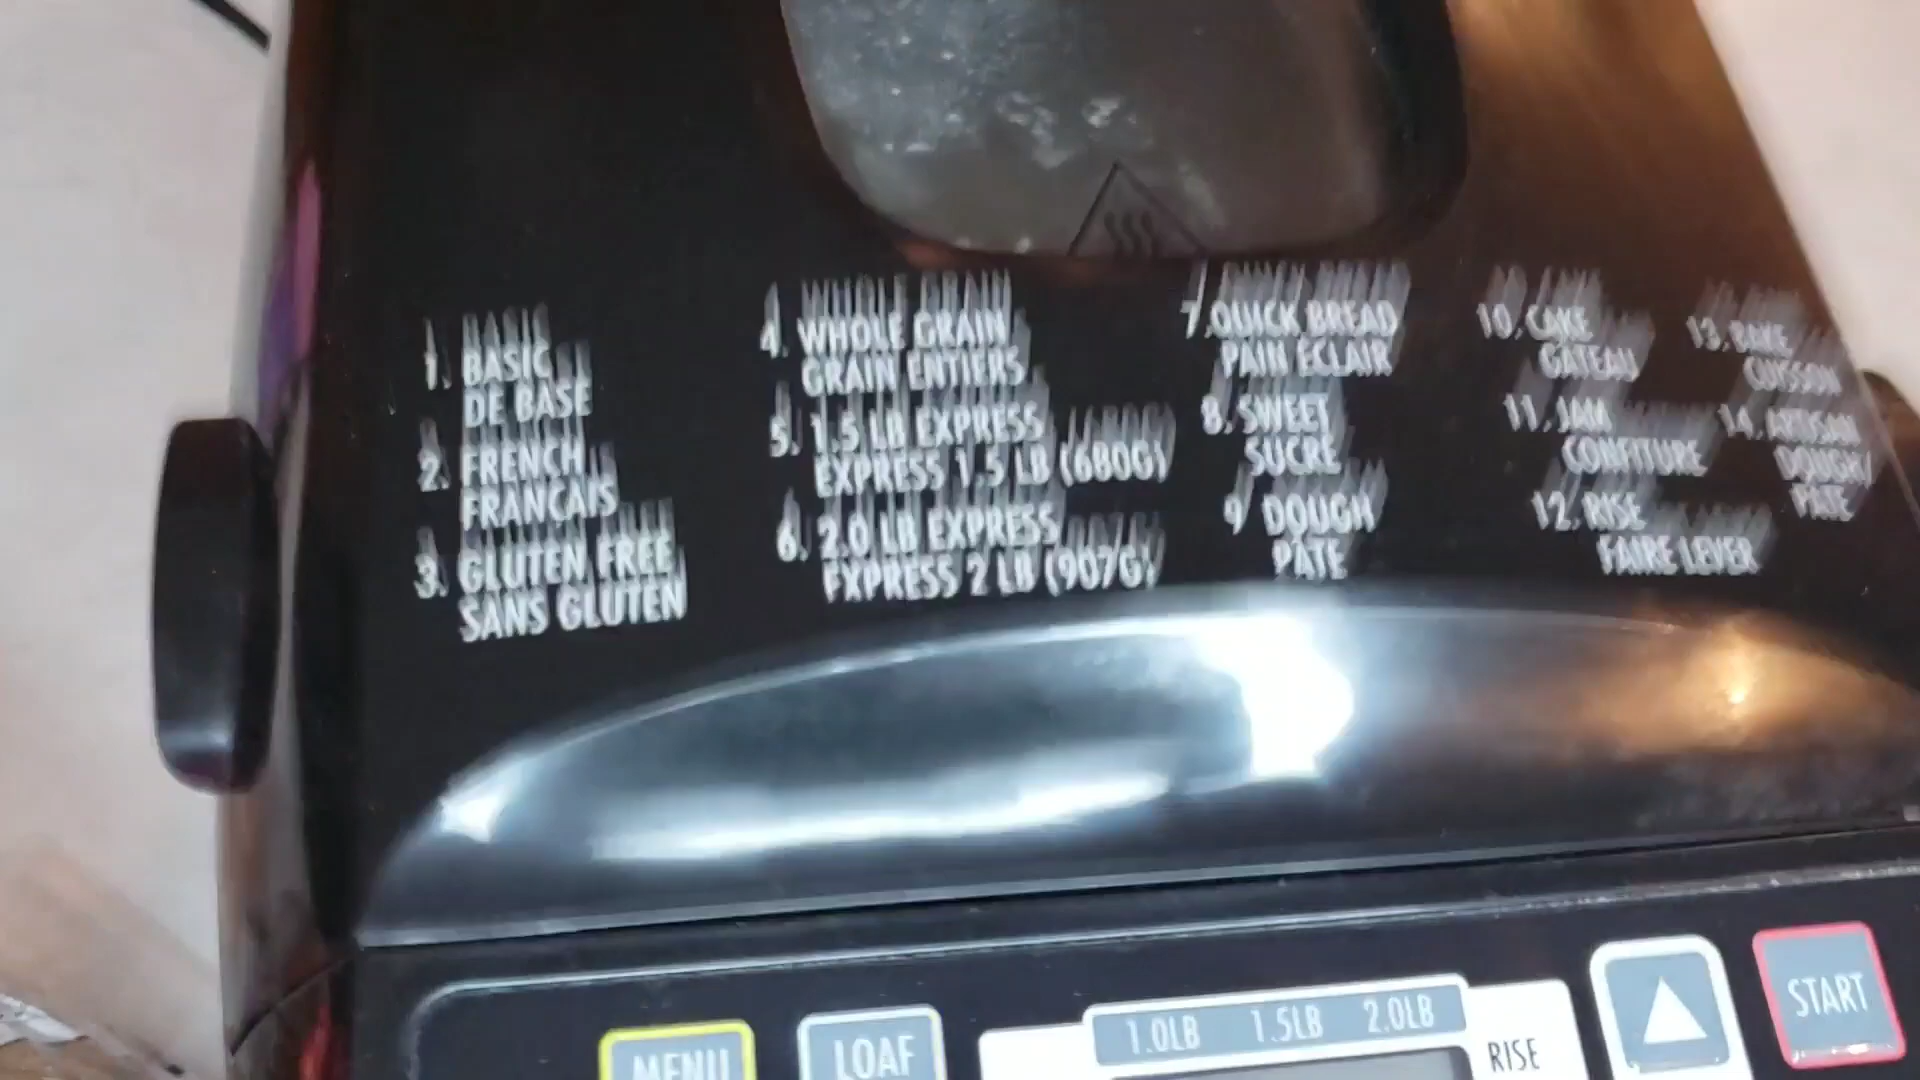 1. BASIC
DE BASE
2. FRENCH
FRANCAIS
3. GLUTEN FREE
SANS GLUTEN
4. WHOLE GRAIN
GRAIN ENTIERS
5. 1.5 LB EXPRESS
EXPRESS 1.5 LB (680G)
6. 2.0 LB EXPRESS
EXPRESS 2 LB (907G)
7. QUICK BREAD
PAIN ECLAIR
8. SWEET
SUCRE
9 DOUGH
PATE
10. CAKE
GATEAU
11. JAM
CONFITURE
12. RISE
FAIRE LEVER
13. BAKE
CUISSON
14. ARTISAN
DOUGH/
PATE
MENU
LOAF
1.0LB 1.5LB 2.0LB
RISE
START